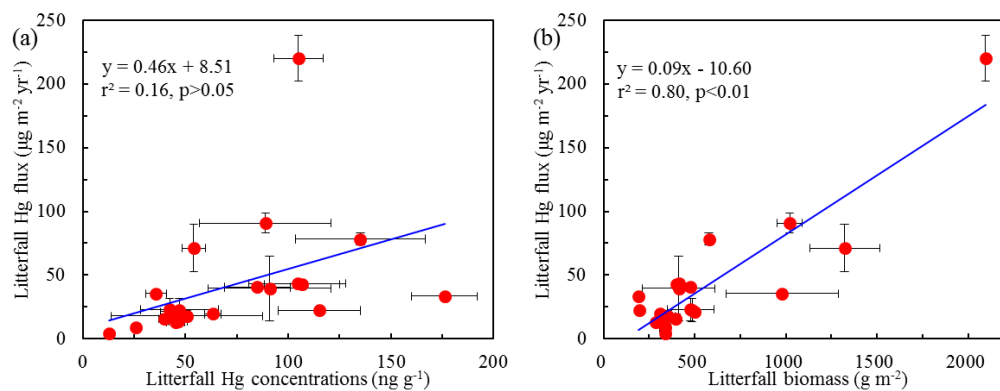 (a)
y = 0.46x + 8.51
r² = 0.16, p>0.05
Litterfall Hg flux (μg m⁻² yr⁻¹)
250
200
150
100
50
0
0
50
100
150
200
Litterfall Hg concentrations (ng g⁻¹)
(b)
y = 0.09x - 10.60
r² = 0.80, p<0.01
Litterfall Hg flux (μg m⁻² yr⁻¹)
250
200
150
100
50
0
0
500
1000
1500
2000
Litterfall biomass (g m⁻²)